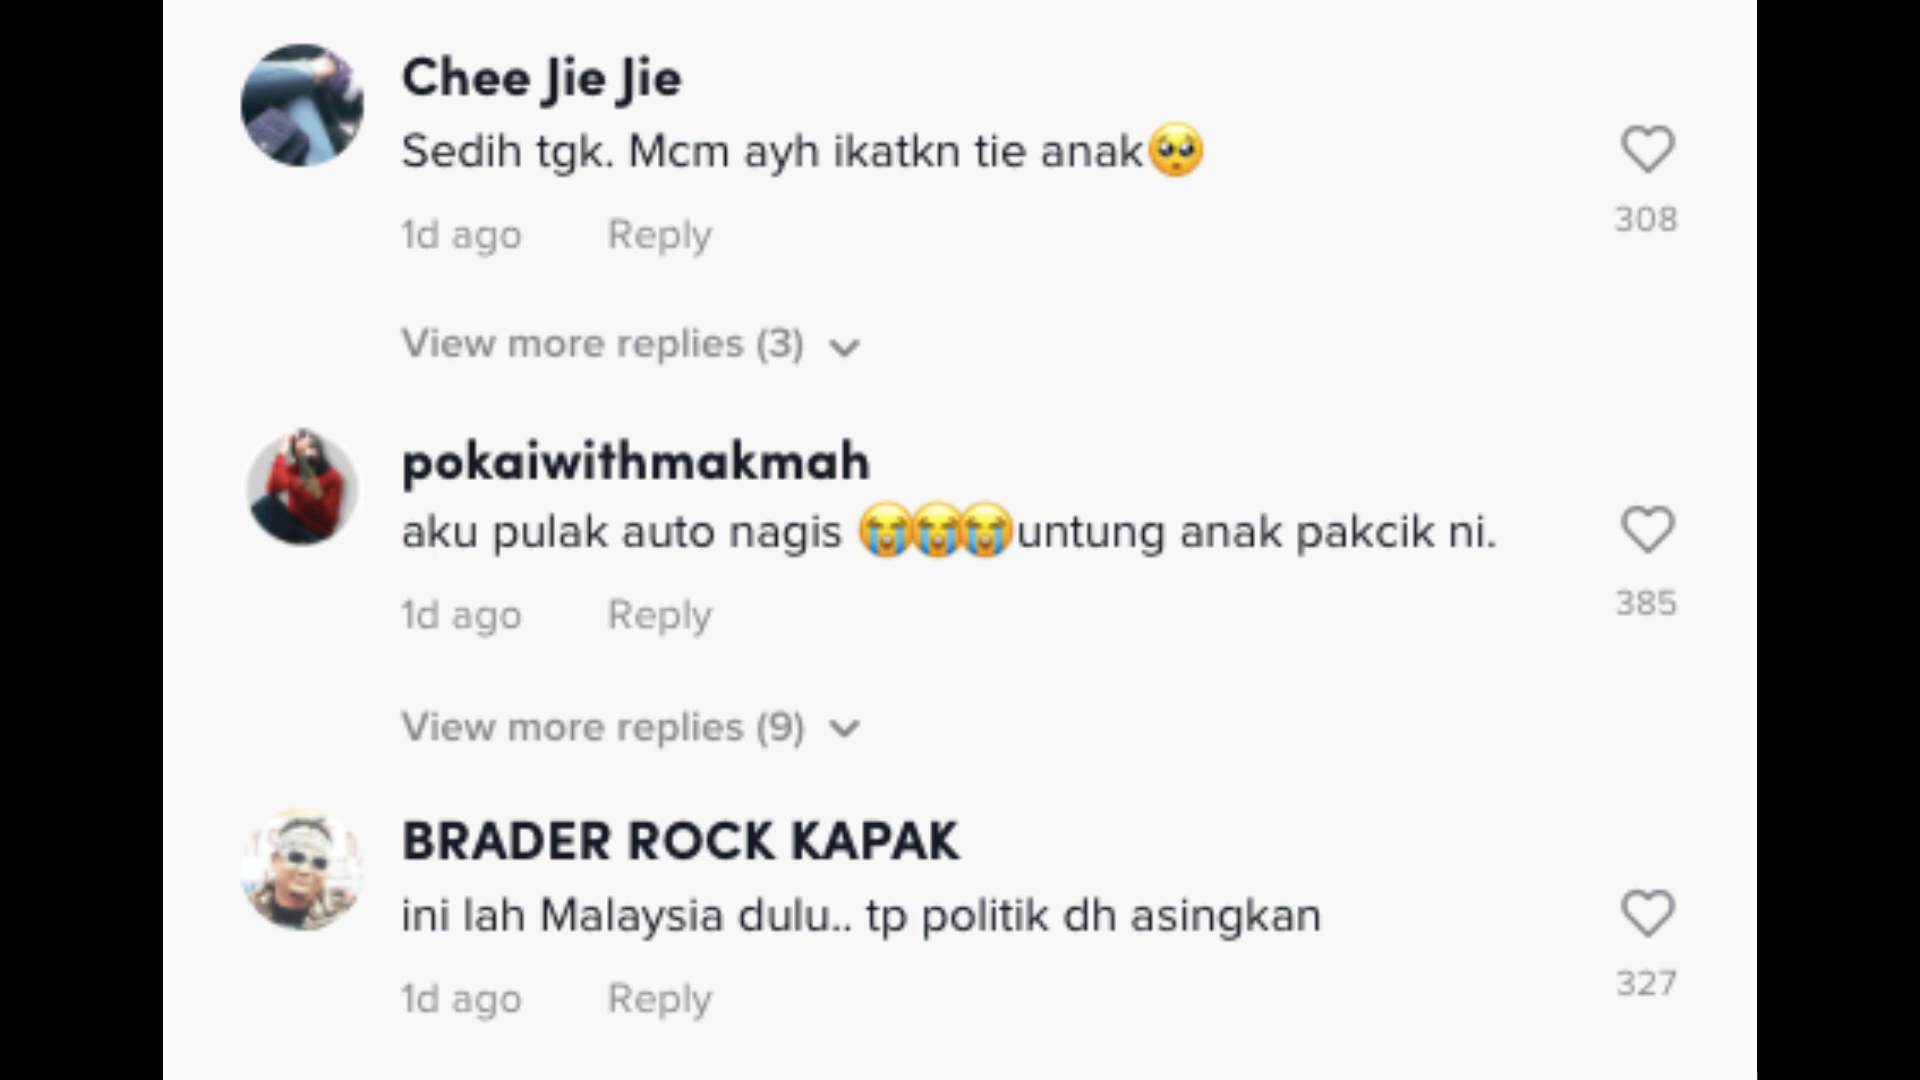 Chee Jie Jie
Sedih tgk. Mcm ayh ikatkn tie anak🥺
308
1d ago Reply
View more replies (3)
pokaiwithmakmah
aku pulak auto nagis 😭😭😭untung anak pakcik ni.
385
1d ago Reply
View more replies (9)
BRADER ROCK KAPAK
ini lah Malaysia dulu.. tp politik dh asingkan
327
1d ago Reply